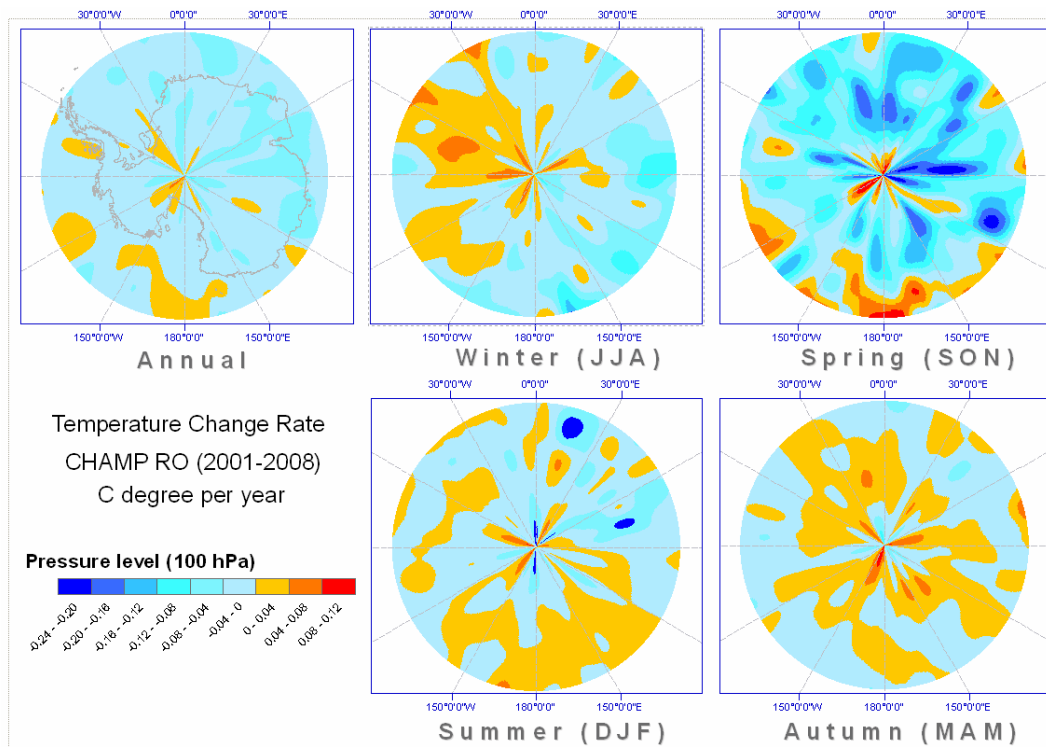 30°0'0"W 0°0'0" 30°0'0"E
30°0'0"W 0°0'0" 30°0'0"E
30°0'0"W 0°0'0" 30°0'0"E
150°0'0"W 180°0'0" 150°0'0"E
150°0'0"W 180°0'0" 150°0'0"E
150°0'0"W 180°0'0" 150°0'0"E
Annual
Winter (JJA)
Spring (SON)
30°0'0"W 0°0'0" 30°0'0"E
30°0'0"W 0°0'0" 30°0'0"E
Temperature Change Rate
CHAMP RO (2001-2008)
C degree per year
Pressure level (100 hPa)
-0.24 - -0.20
-0.20 - -0.16
-0.16 - -0.12
-0.12 - -0.08
-0.08 - -0.04
-0.04 - 0
0 - 0.04
0.04 - 0.08
0.08 - 0.12
150°0'0"W 180°0'0" 150°0'0"E
150°0'0"W 180°0'0" 150°0'0"E
Summer (DJF)
Autumn (MAM)